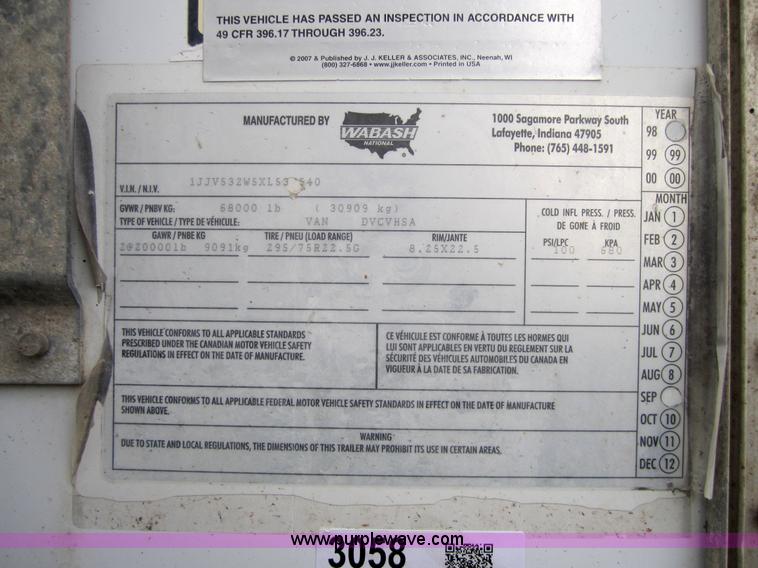 THIS VEHICLE HAS PASSED AN INSPECTION IN ACCORDANCE WITH
49 CFR 396.17 THROUGH 396.23.
© 2007 & Published by J. J. KELLER & ASSOCIATES, INC., Neenah, WI
(800) 327-6868 • www.jjkeller.com • Printed in USA
MANUFACTURED BY
WABASH
NATIONAL
1000 Sagamore Parkway South
Lafayette, Indiana 47905
Phone: (765) 448-1591
YEAR
98
99 99
00 00
V.I.N. / N.I.V.
GVWR / PNBV KG: 68000 lb ( 30909 kg)
TYPE OF VEHICLE / TYPE DE VÉHICULE: VAN DVCVHSA
GAWR / PNBE KG TIRE / PNEU (LOAD RANGE) RIM/JANTE
COLD INFL PRESS. / PRESS.
DE GONF À FROID
PSI/LPC KPA
2@20000lb 9091kg 295/75R22.5G 8.25X22.5 100 680
MONTH
JAN 1
FEB 2
MAR 3
APR 4
MAY 5
JUN 6
JUL 7
AUG 8
SEP
OCT 10
NOV 11
DEC 12
THIS VEHICLE CONFORMS TO ALL APPLICABLE STANDARDS
PRESCRIBED UNDER THE CANADIAN MOTOR VEHICLE SAFETY
REGULATIONS IN EFFECT ON THE DATE OF MANUFACTURE.
CE VÉHICULE EST CONFORME À TOUTES LES NORMES QUI
LUI SONT APPLICABLES EN VERTU DU REGLEMENT SUR LA
SÉCURITÉ DES VÉHICULES AUTOMOBILES DU CANADA EN
VIGUEUR À LA DATE DE SA FABRICATION.
THIS VEHICLE CONFORMS TO ALL APPLICABLE FEDERAL MOTOR VEHICLE SAFETY STANDARDS IN EFFECT ON THE DATE OF MANUFACTURE
SHOWN ABOVE.
WARNING
DUE TO STATE AND LOCAL REGULATIONS, THE DIMENSIONS OF THIS TRAILER MAY PROHIBIT ITS USE IN CERTAIN AREAS.
www.purplewave.com
3058